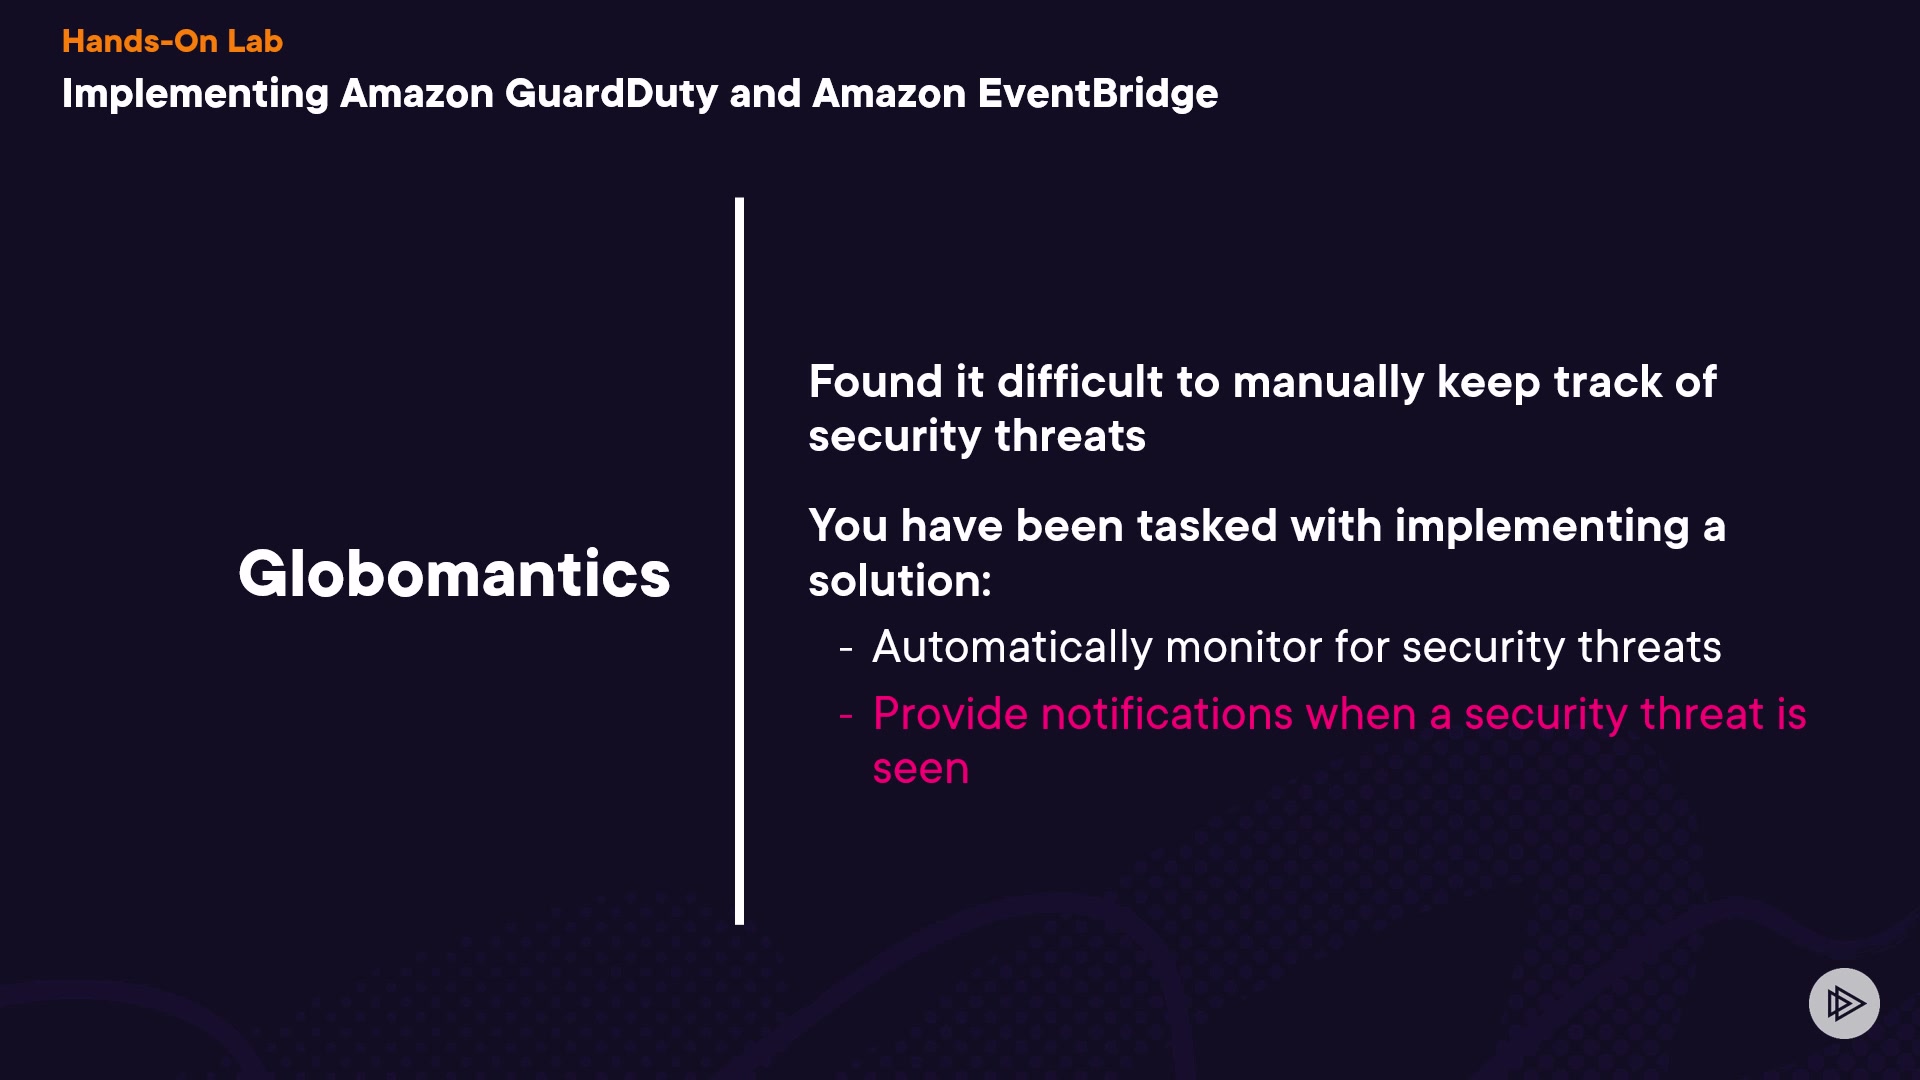 Hands-On Lab
Implementing Amazon GuardDuty and Amazon EventBridge
Globomantics
Found it difficult to manually keep track of
security threats
You have been tasked with implementing a
solution:
- Automatically monitor for security threats
- Provide notifications when a security threat is
seen